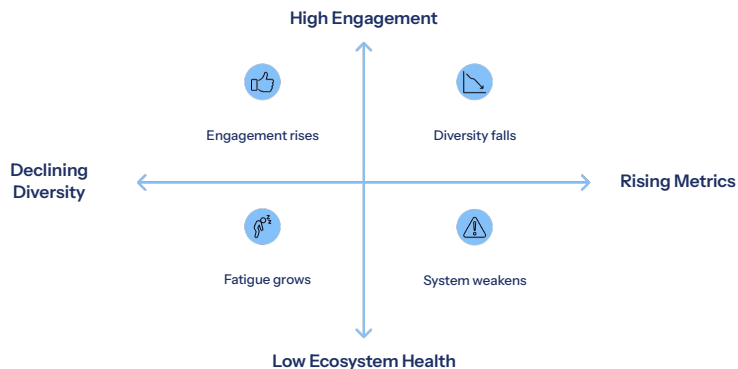 High Engagement
Engagement rises
Diversity falls
Declining
Diversity
Rising Metrics
Fatigue grows
System weakens
Low Ecosystem Health